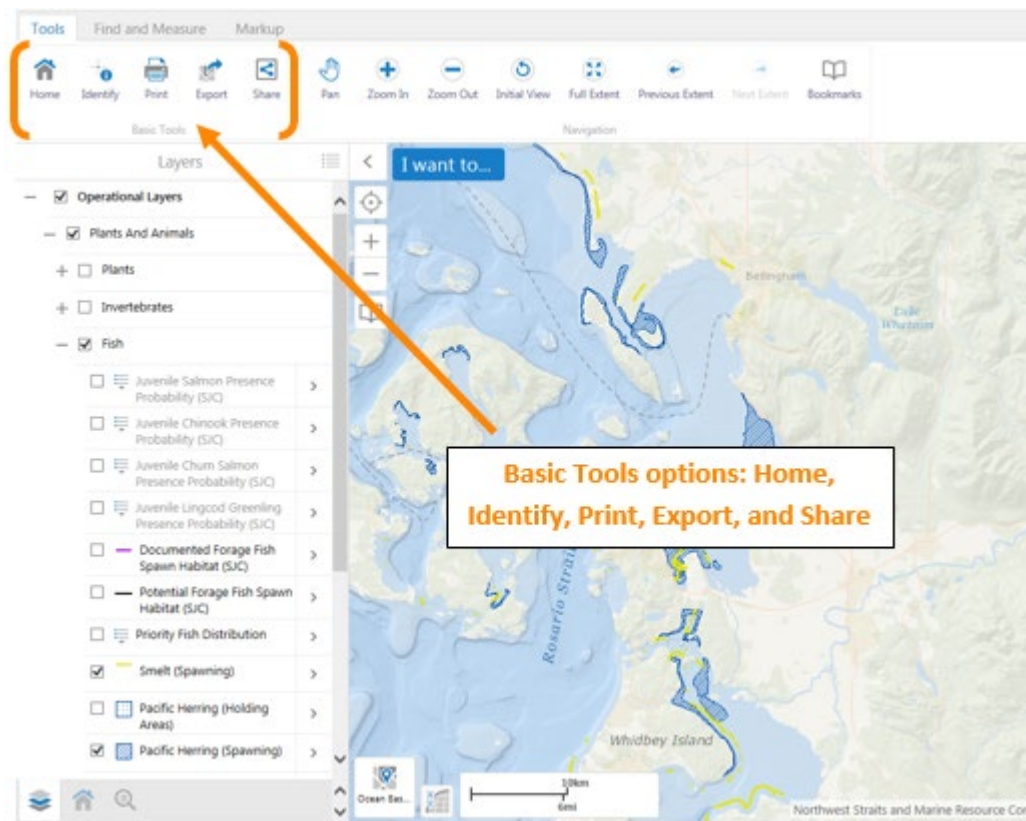 Tools Find and Measure Markup
Home Identify Print Export Share Pan Zoom In Zoom Out Initial View Full Extent Previous Extent Next Extent Bookmarks
Basic Tools Navigation
Layers
I want to...
Operational Layers
Plants And Animals
Plants
Invertebrates
Fish
Juvenile Salmon Presence
Probability (SJC)
Juvenile Chinook Presence
Probability (SJC)
Juvenile Chum Salmon
Presence Probability (SJC)
Juvenile Lingcod Greenling
Presence Probability (SJC)
Documented Forage Fish
Spawn Habitat (SJC)
Potential Forage Fish Spawn
Habitat (SJC)
Priority Fish Distribution
Smelt (Spawning)
Pacific Herring (Holding
Areas)
Pacific Herring (Spawning)
Bellingham
Lake
Whatcom
Basic Tools options: Home,
Identify, Print, Export, and Share
Rosario Strait
Whidbey Island
Ocean Bas...
10km
6mi
Northwest Straits and Marine Resource Con